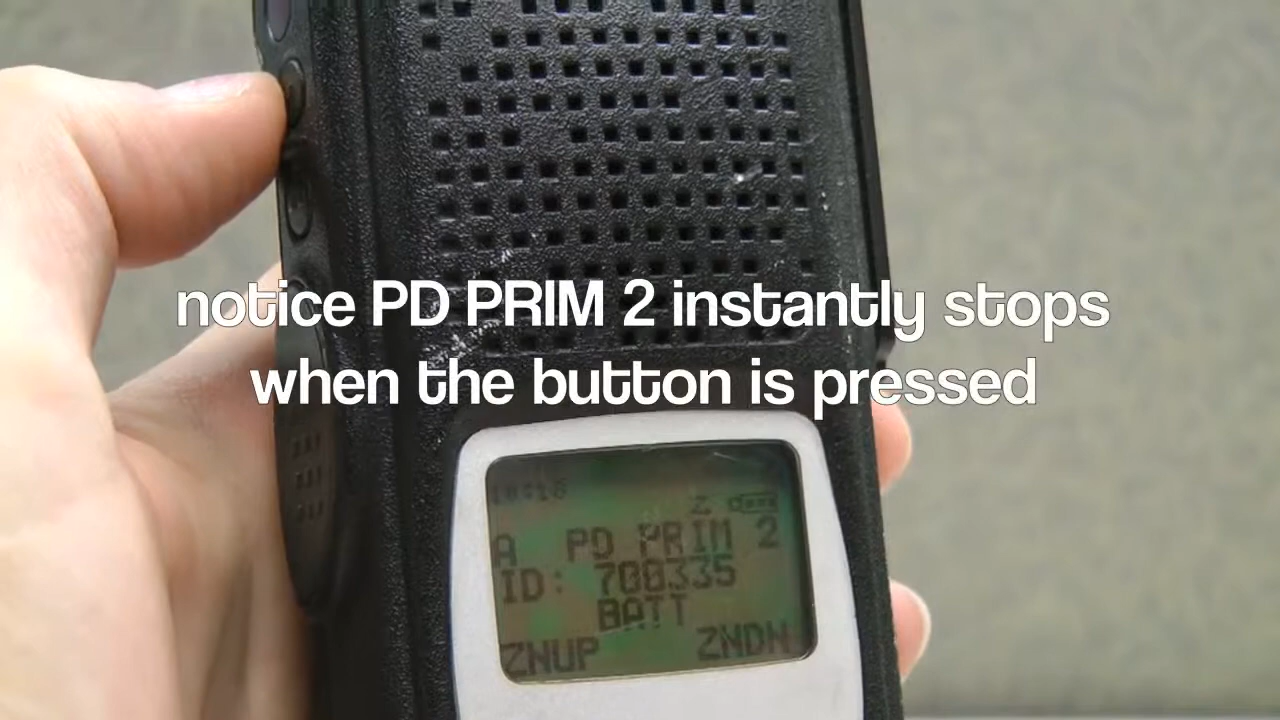 notice PD PRIM 2 instantly stops
when the button is pressed
Z
A PD PRIM 2
ID: 700335
BATT
ZNUP ZNDN